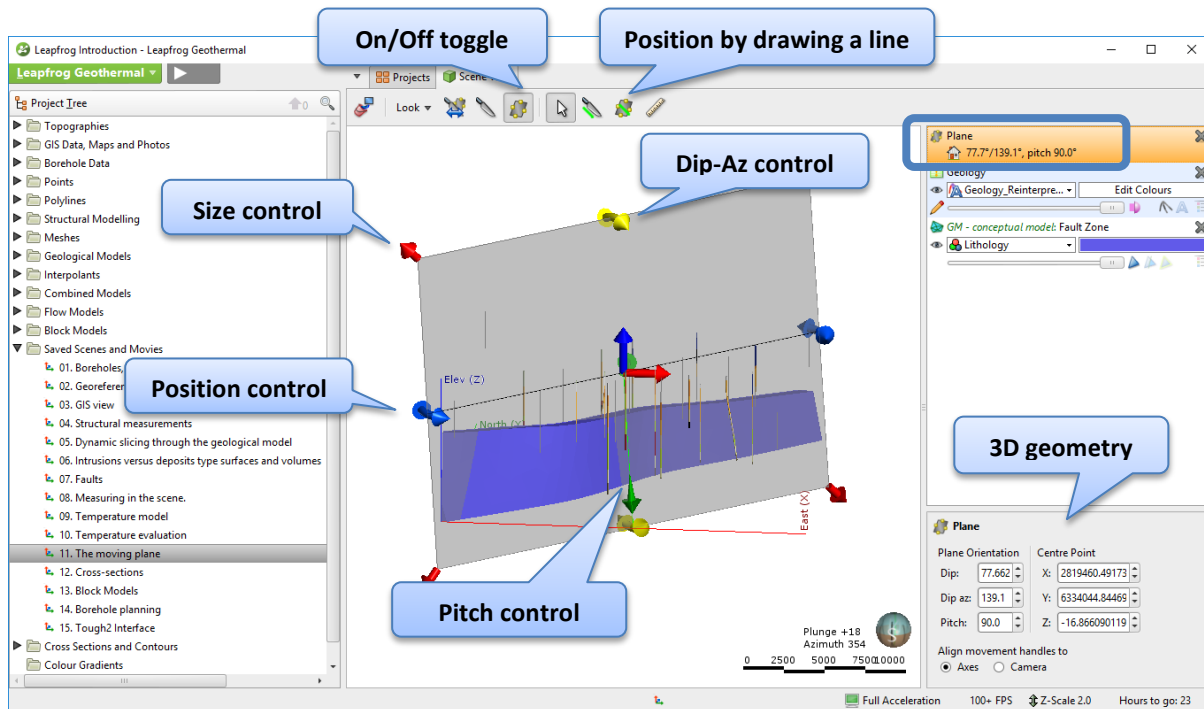 On/Off toggle
Position by drawing a line
Leapfrog Introduction - Leapfrog Geothermal
Leapfrog Geothermal
Projects
Scene
Look
Project Tree
0
Topographies
GIS Data, Maps and Photos
Borehole Data
Points
Polylines
Structural Modelling
Meshes
Geological Models
Interpolants
Combined Models
Flow Models
Block Models
Saved Scenes and Movies
01. Boreholes,
02. Georeferen
03. GIS view
04. Structural measurements
05. Dynamic slicing through the geological model
06. Intrusions versus deposits type surfaces and volumes
07. Faults
08. Measuring in the scene.
09. Temperature model
10. Temperature evaluation
11. The moving plane
12. Cross-sections
13. Block Models
14. Borehole planning
15. Tough2 Interface
Cross Sections and Contours
Colour Gradients
Size control
Dip-Az control
Position control
Pitch control
3D geometry
Elev (Z)
North (Y)
East (X)
Plunge +18
Azimuth 354
0 2500 5000 7500 10000
Plane
77.7°/139.1°, pitch 90.0°
Geology
Geology_Reinterpre...
Edit Colours
GM - conceptual model: Fault Zone
Lithology
Plane
Plane Orientation Centre Point
Dip: 77.662 X: 2819460.49173
Dip az: 139.1 Y: 6334044.84469
Pitch: 90.0 Z: -16.866090119
Align movement handles to
Axes Camera
Full Acceleration 100+ FPS Z-Scale 2.0 Hours to go: 23